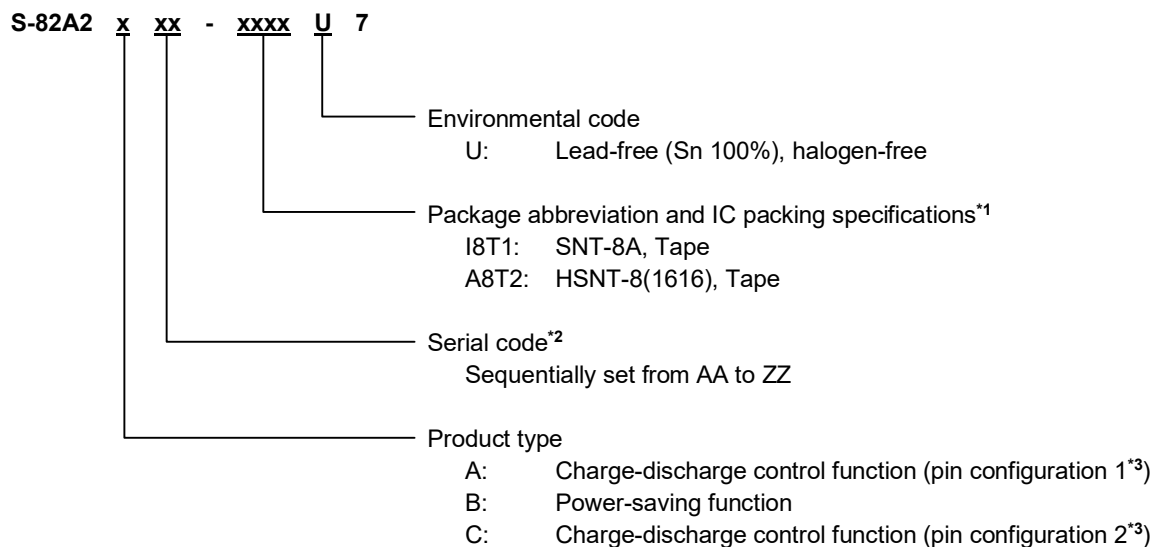 S-82A2 x xx - xxxx U 7
Environmental code
U: Lead-free (Sn 100%), halogen-free
Package abbreviation and IC packing specifications*1
I8T1: SNT-8A, Tape
A8T2: HSNT-8(1616), Tape
Serial code*2
Sequentially set from AA to ZZ
Product type
A: Charge-discharge control function (pin configuration 1*3)
B: Power-saving function
C: Charge-discharge control function (pin configuration 2*3)